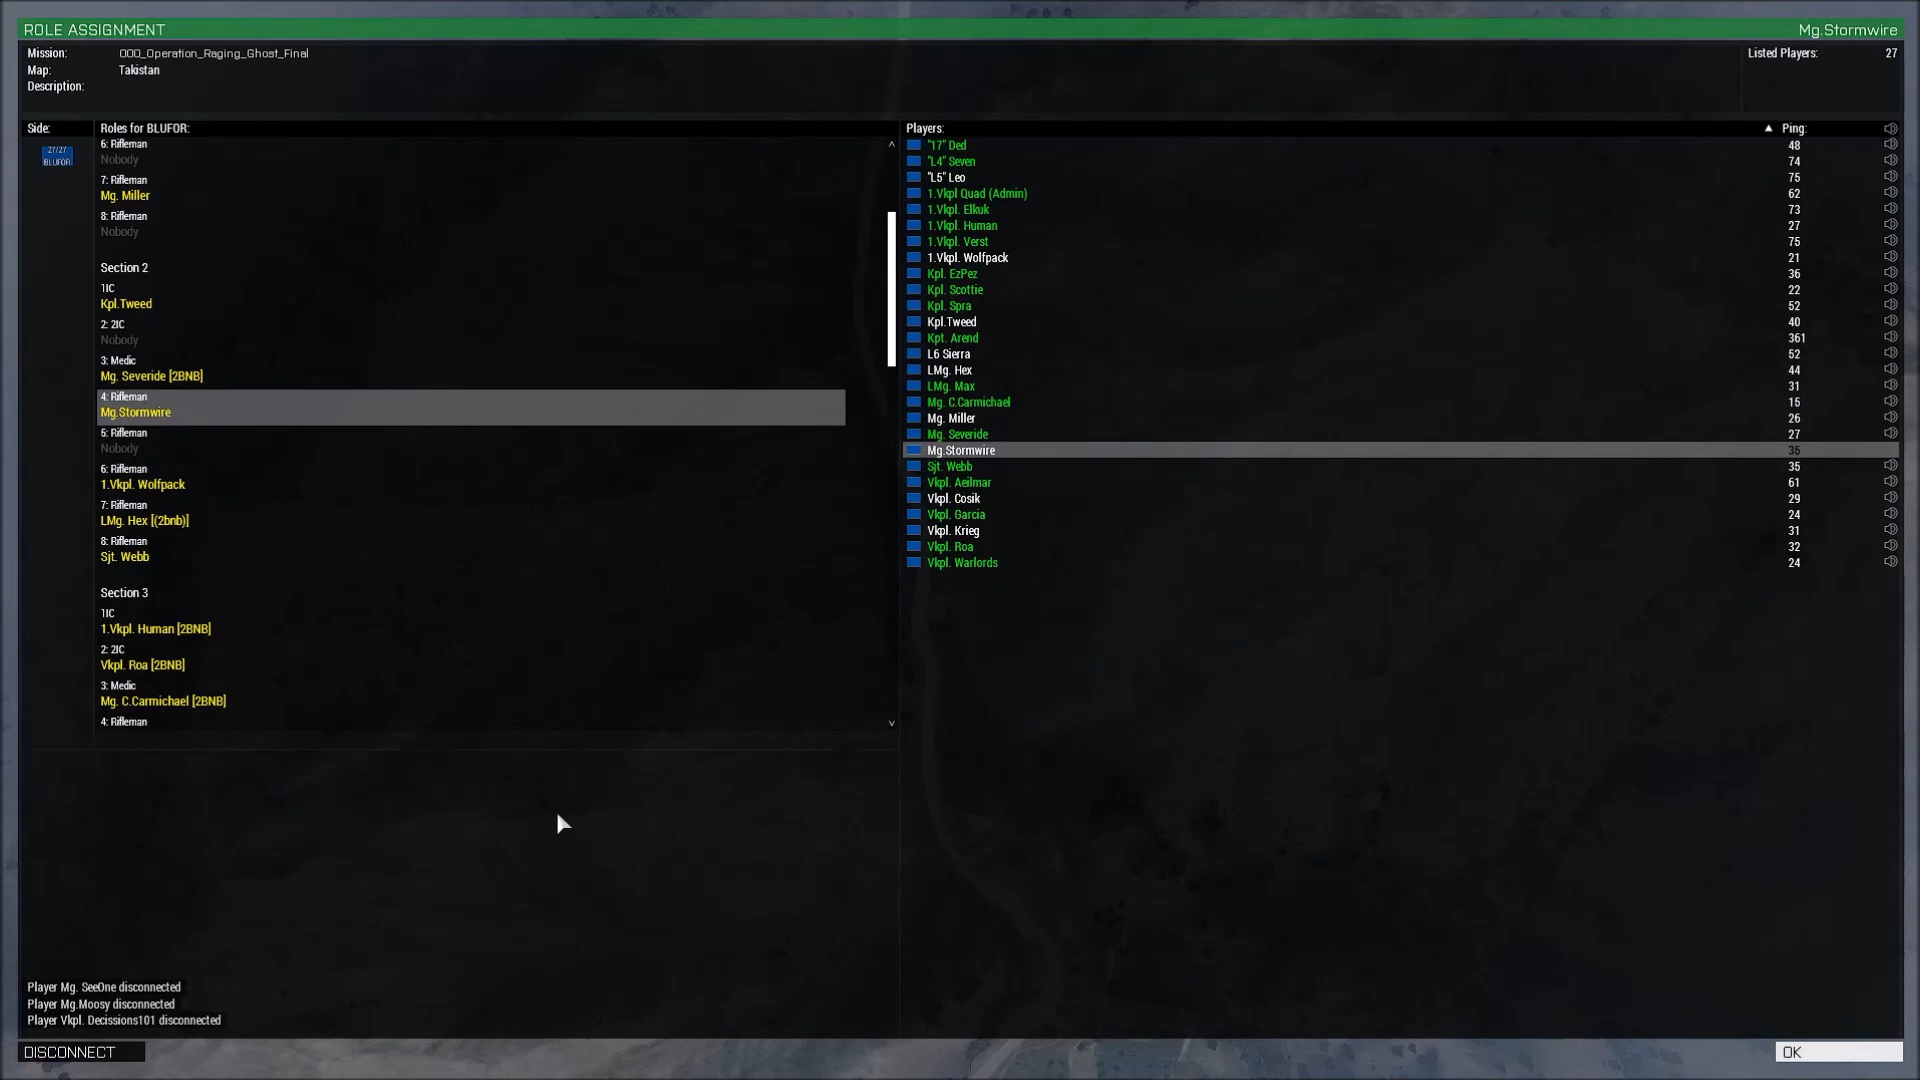 ROLE ASSIGNMENT Mg.Stormwire
Mission: 000_Operation_Raging_Ghost_Final Listed Players: 27
Map: Takistan
Description:
Side: Roles for BLUFOR: Players: Ping:
27/27
BLUFOR
6: Rifleman
Nobody
7: Rifleman
Mg. Miller
8: Rifleman
Nobody
Section 2
1IC
Kpl.Tweed
2: 2IC
Nobody
3: Medic
Mg. Severide [2BNB]
4: Rifleman
Mg.Stormwire
5: Rifleman
Nobody
6: Rifleman
1.Vkpl. Wolfpack
7: Rifleman
LMg. Hex [(2bnb)]
8: Rifleman
Sjt. Webb
Section 3
1IC
1.Vkpl. Human [2BNB]
2: 2IC
Vkpl. Roa [2BNB]
3: Medic
Mg. C.Carmichael [2BNB]
4: Rifleman
"17" Ded 48
"L4" Seven 74
"L5" Leo 75
1.Vkpl Quad (Admin) 62
1.Vkpl. Elkuk 73
1.Vkpl. Human 27
1.Vkpl. Verst 75
1.Vkpl. Wolfpack 21
Kpl. EzPez 36
Kpl. Scottie 22
Kpl. Spra 52
Kpl.Tweed 40
Kpt. Arend 361
L6 Sierra 52
LMg. Hex 44
LMg. Max 31
Mg. C.Carmichael 15
Mg. Miller 26
Mg. Severide 27
Mg.Stormwire 35
Sjt. Webb 35
Vkpl. Aeilmar 61
Vkpl. Cosik 29
Vkpl. Garcia 24
Vkpl. Krieg 31
Vkpl. Roa 32
Vkpl. Warlords 24
Player Mg. SeeOne disconnected
Player Mg.Moosy disconnected
Player Vkpl. Decissions101 disconnected
DISCONNECT OK